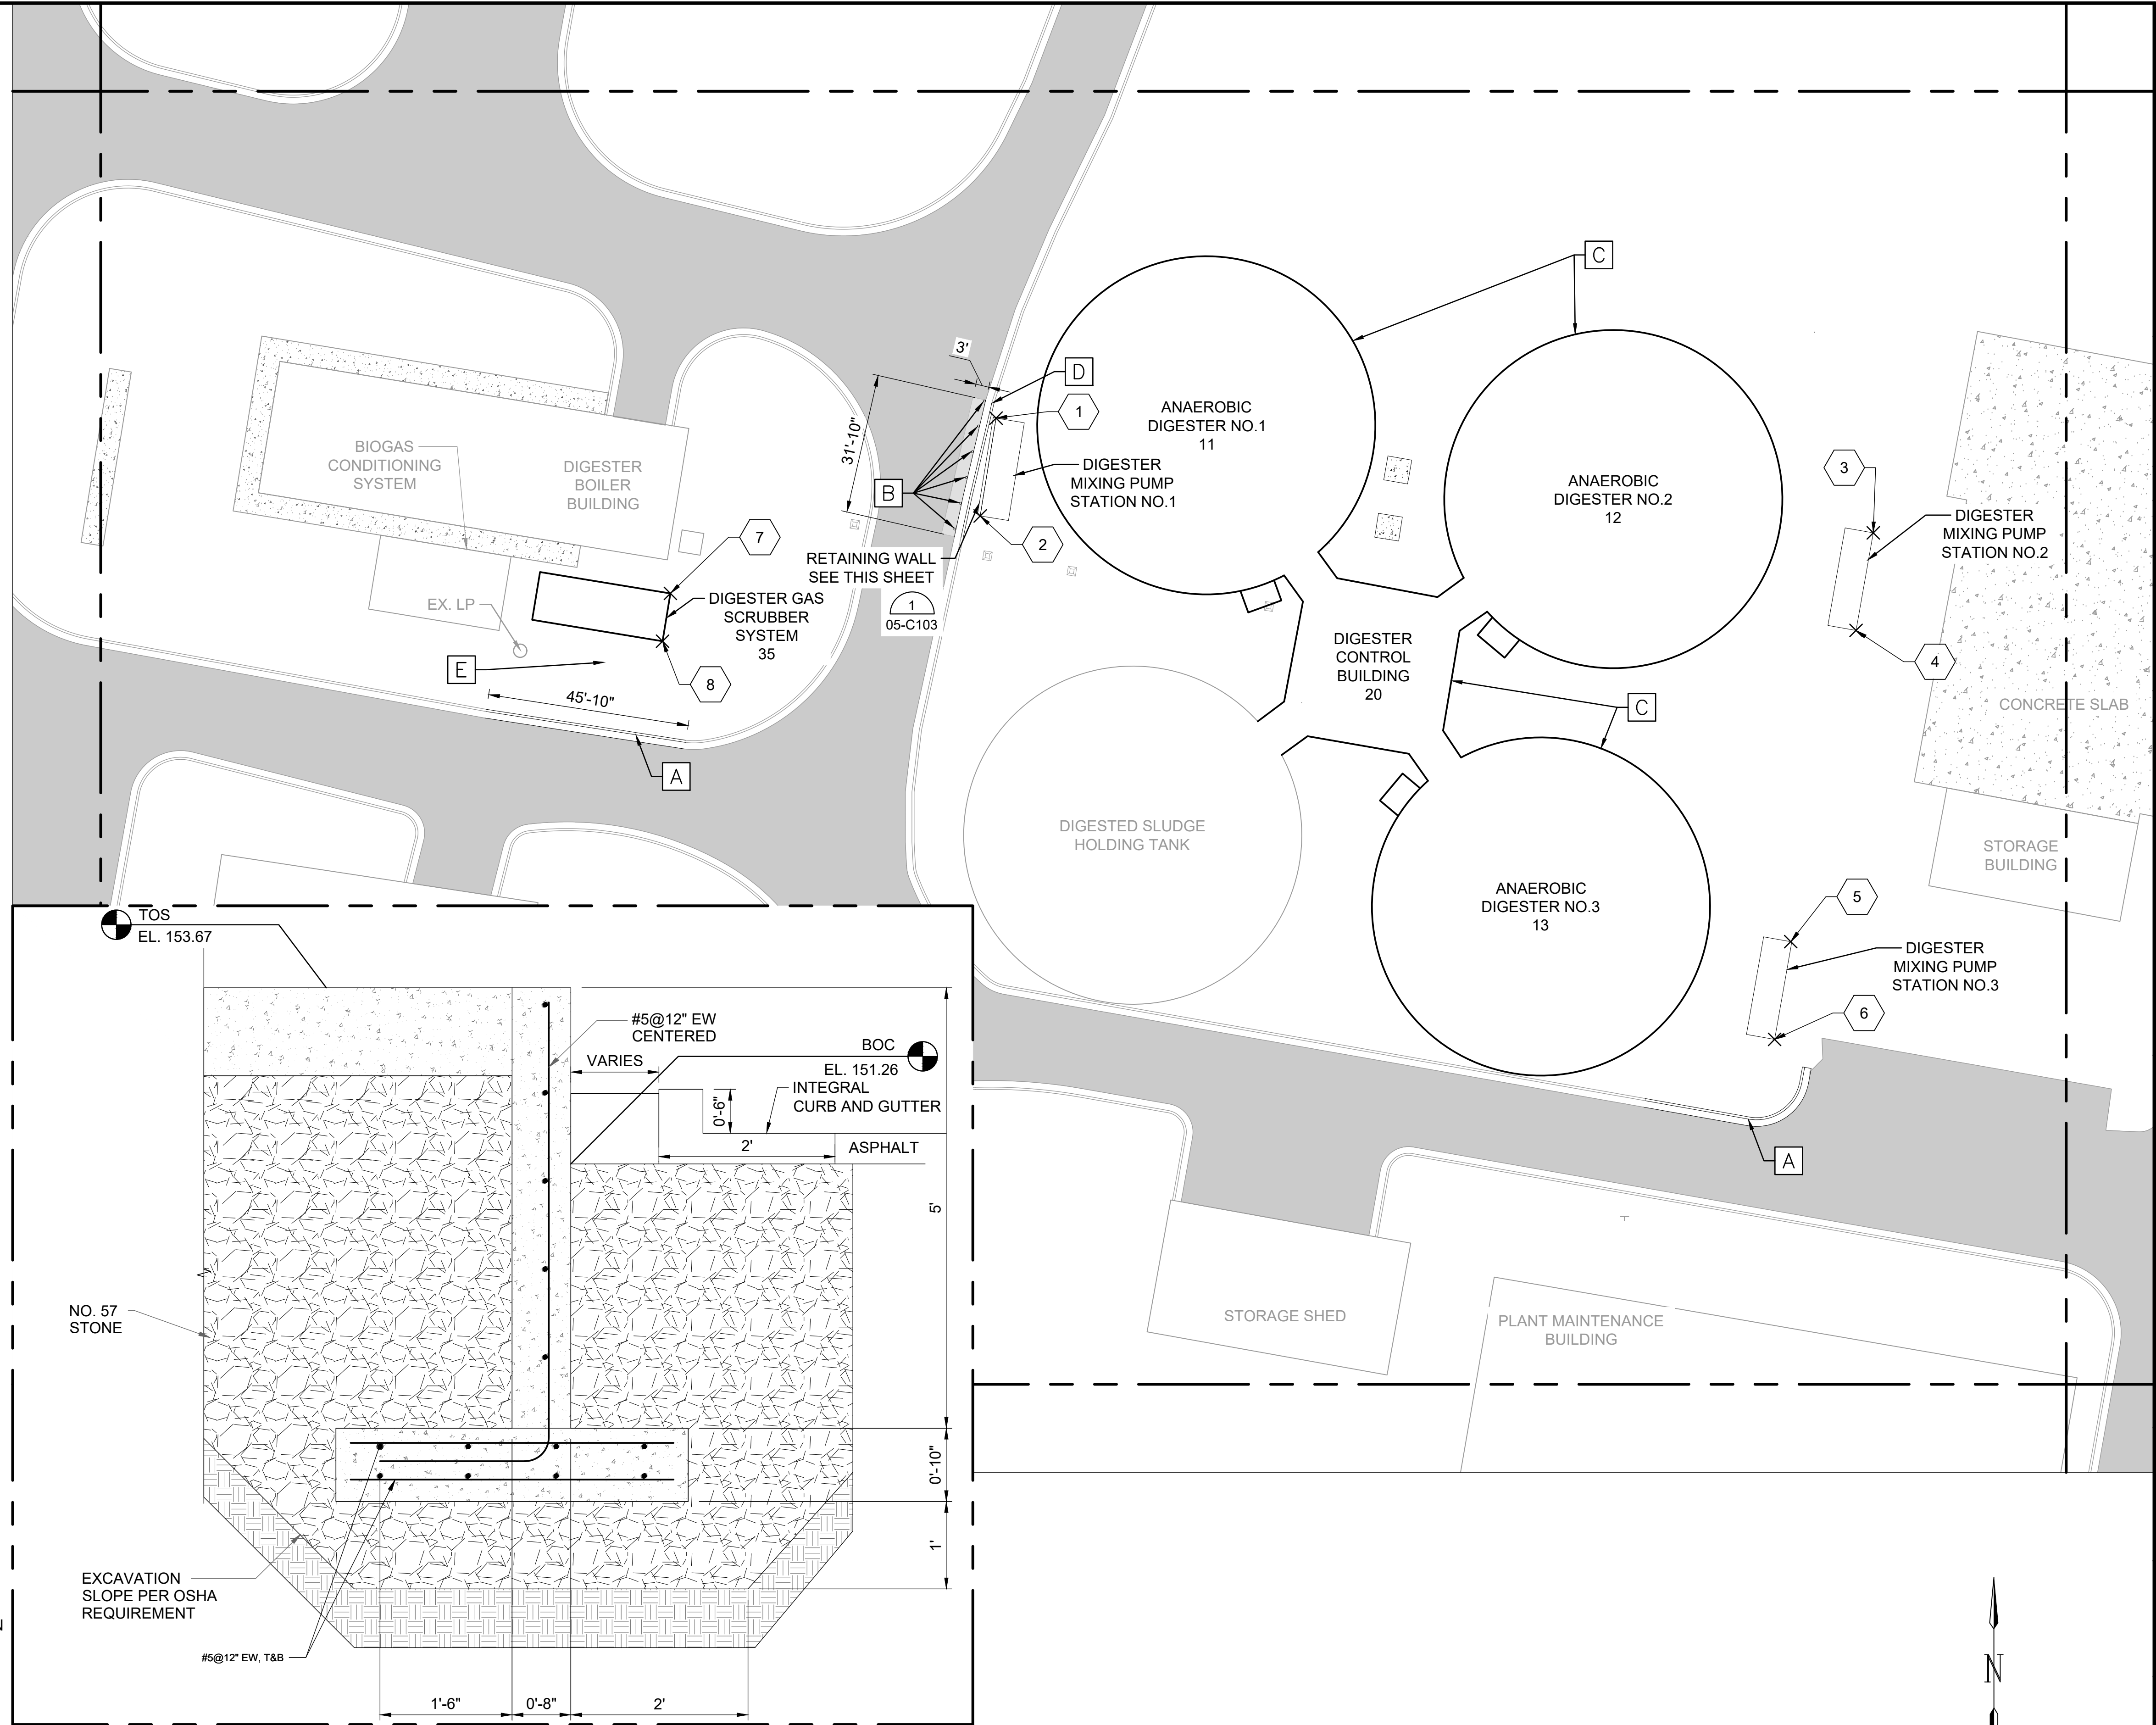 C
3'
D
1
ANAEROBIC
DIGESTER NO.1
11
31'-10"
BIOGAS
CONDITIONING
SYSTEM
DIGESTER
BOILER
BUILDING
B
DIGESTER
MIXING PUMP
STATION NO.1
ANAEROBIC
DIGESTER NO.2
12
3
DIGESTER
MIXING PUMP
STATION NO.2
7
2
RETAINING WALL
SEE THIS SHEET
1
05-C103
EX. LP
DIGESTER GAS
SCRUBBER
SYSTEM
35
E
8
45'-10"
A
DIGESTER
CONTROL
BUILDING
20
4
C
CONCRETE SLAB
DIGESTED SLUDGE
HOLDING TANK
STORAGE
BUILDING
ANAEROBIC
DIGESTER NO.3
13
5
DIGESTER
MIXING PUMP
STATION NO.3
6
A
STORAGE SHED
PLANT MAINTENANCE
BUILDING
TOS
EL. 153.67
#5@12" EW
CENTERED
VARIES
BOC
EL. 151.26
INTEGRAL
CURB AND GUTTER
0'-6"
2'
ASPHALT
5'
NO. 57
STONE
0'-10"
1'
EXCAVATION
SLOPE PER OSHA
REQUIREMENT
#5@12" EW, T&B
1'-6"
0'-8"
2'
N